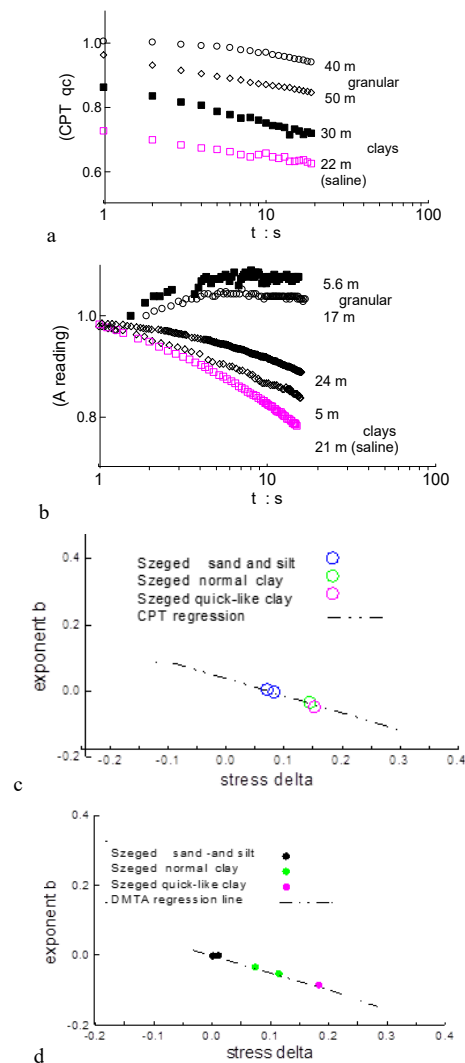 (CPT qc)
1.0
0.8
0.6
40 m
granular
50 m
30 m
clays
22 m
(saline)
1
10
100
t : s
a
(A reading)
1.0
0.8
5.6 m
granular
17 m
24 m
5 m
clays
21 m (saline)
1
10
100
t : s
b
exponent b
0.4
0.2
0.0
-0.2
Szeged sand and silt
Szeged normal clay
Szeged quick-like clay
CPT regression
-0.2 -0.1 0.0 0.1 0.2 0.3 0.4
stress delta
c
exponent b
0.4
0.2
0.0
-0.2
Szeged sand -and silt
Szeged normal clay
Szeged quick-like clay
DMTA regression line
-0.2 -0.1 0.0 0.1 0.2 0.3 0.4
stress delta
d